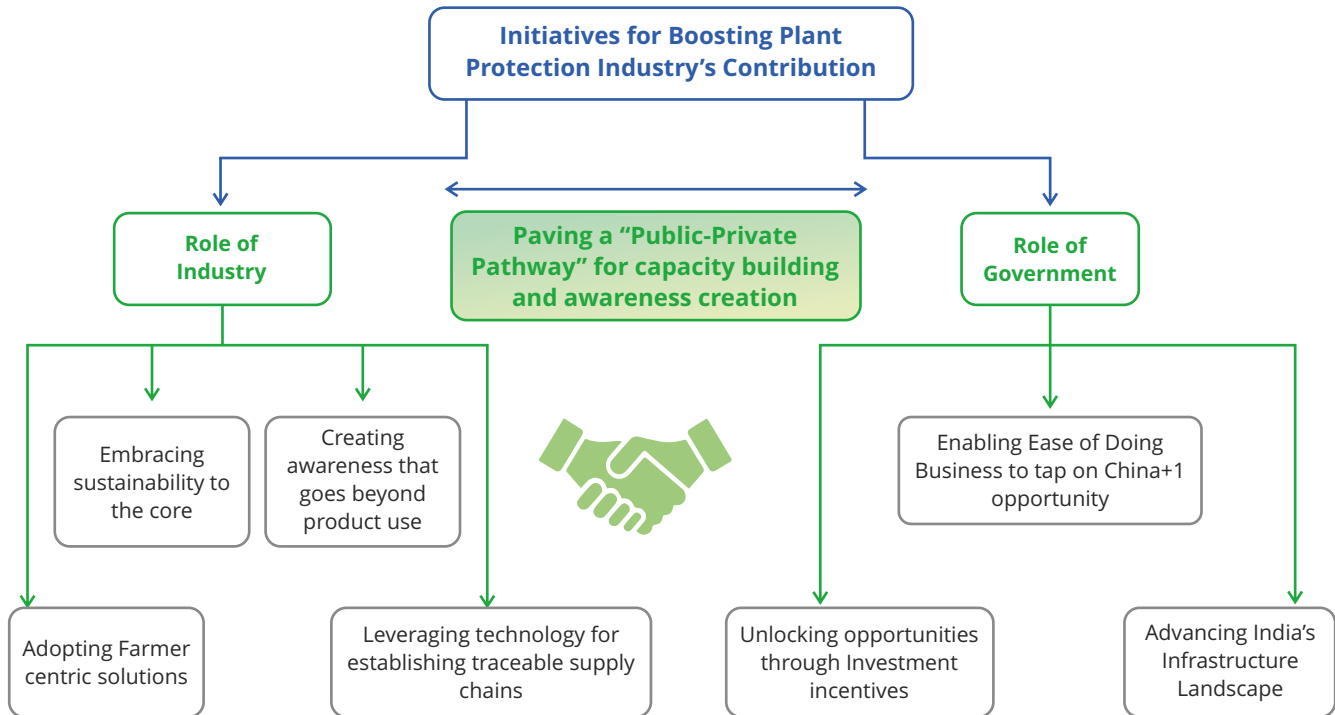 Initiatives for Boosting Plant
Protection Industry’s Contribution
Role of
Industry
Paving a “Public-Private
Pathway” for capacity building
and awareness creation
Role of
Government
Embracing
sustainability to
the core
Creating
awareness that
goes beyond
product use
Enabling Ease of Doing
Business to tap on China+1
opportunity
Adopting Farmer
centric solutions
Leveraging technology for
establishing traceable supply
chains
Unlocking opportunities
through Investment
incentives
Advancing India’s
Infrastructure
Landscape